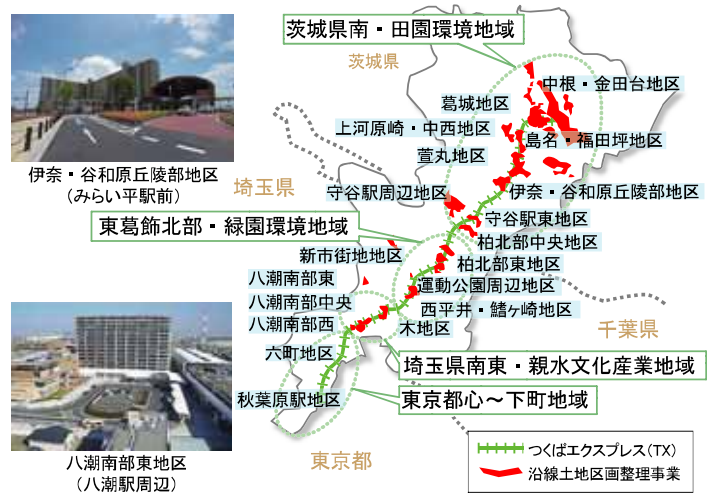 茨城県南・田園環境地域
茨城県
中根・金田台地区
葛城地区
上河原崎・中西地区
島名・福田坪地区
萱丸地区
伊奈・谷和原丘陵部地区
(みらい平駅前)
埼玉県
守谷駅周辺地区
伊奈・谷和原丘陵部地区
東葛飾北部・緑園環境地域
守谷駅東地区
新市街地地区
柏北部中央地区
柏北部東地区
八潮南部東
運動公園周辺地区
八潮南部中央
西平井・鰭ヶ崎地区
八潮南部西
木地区
千葉県
六町地区
埼玉県南東・親水文化産業地域
秋葉原駅地区
東京都心～下町地域
東京都
八潮南部東地区
(八潮駅周辺)
つくばエクスプレス(TX)
沿線土地区画整理事業